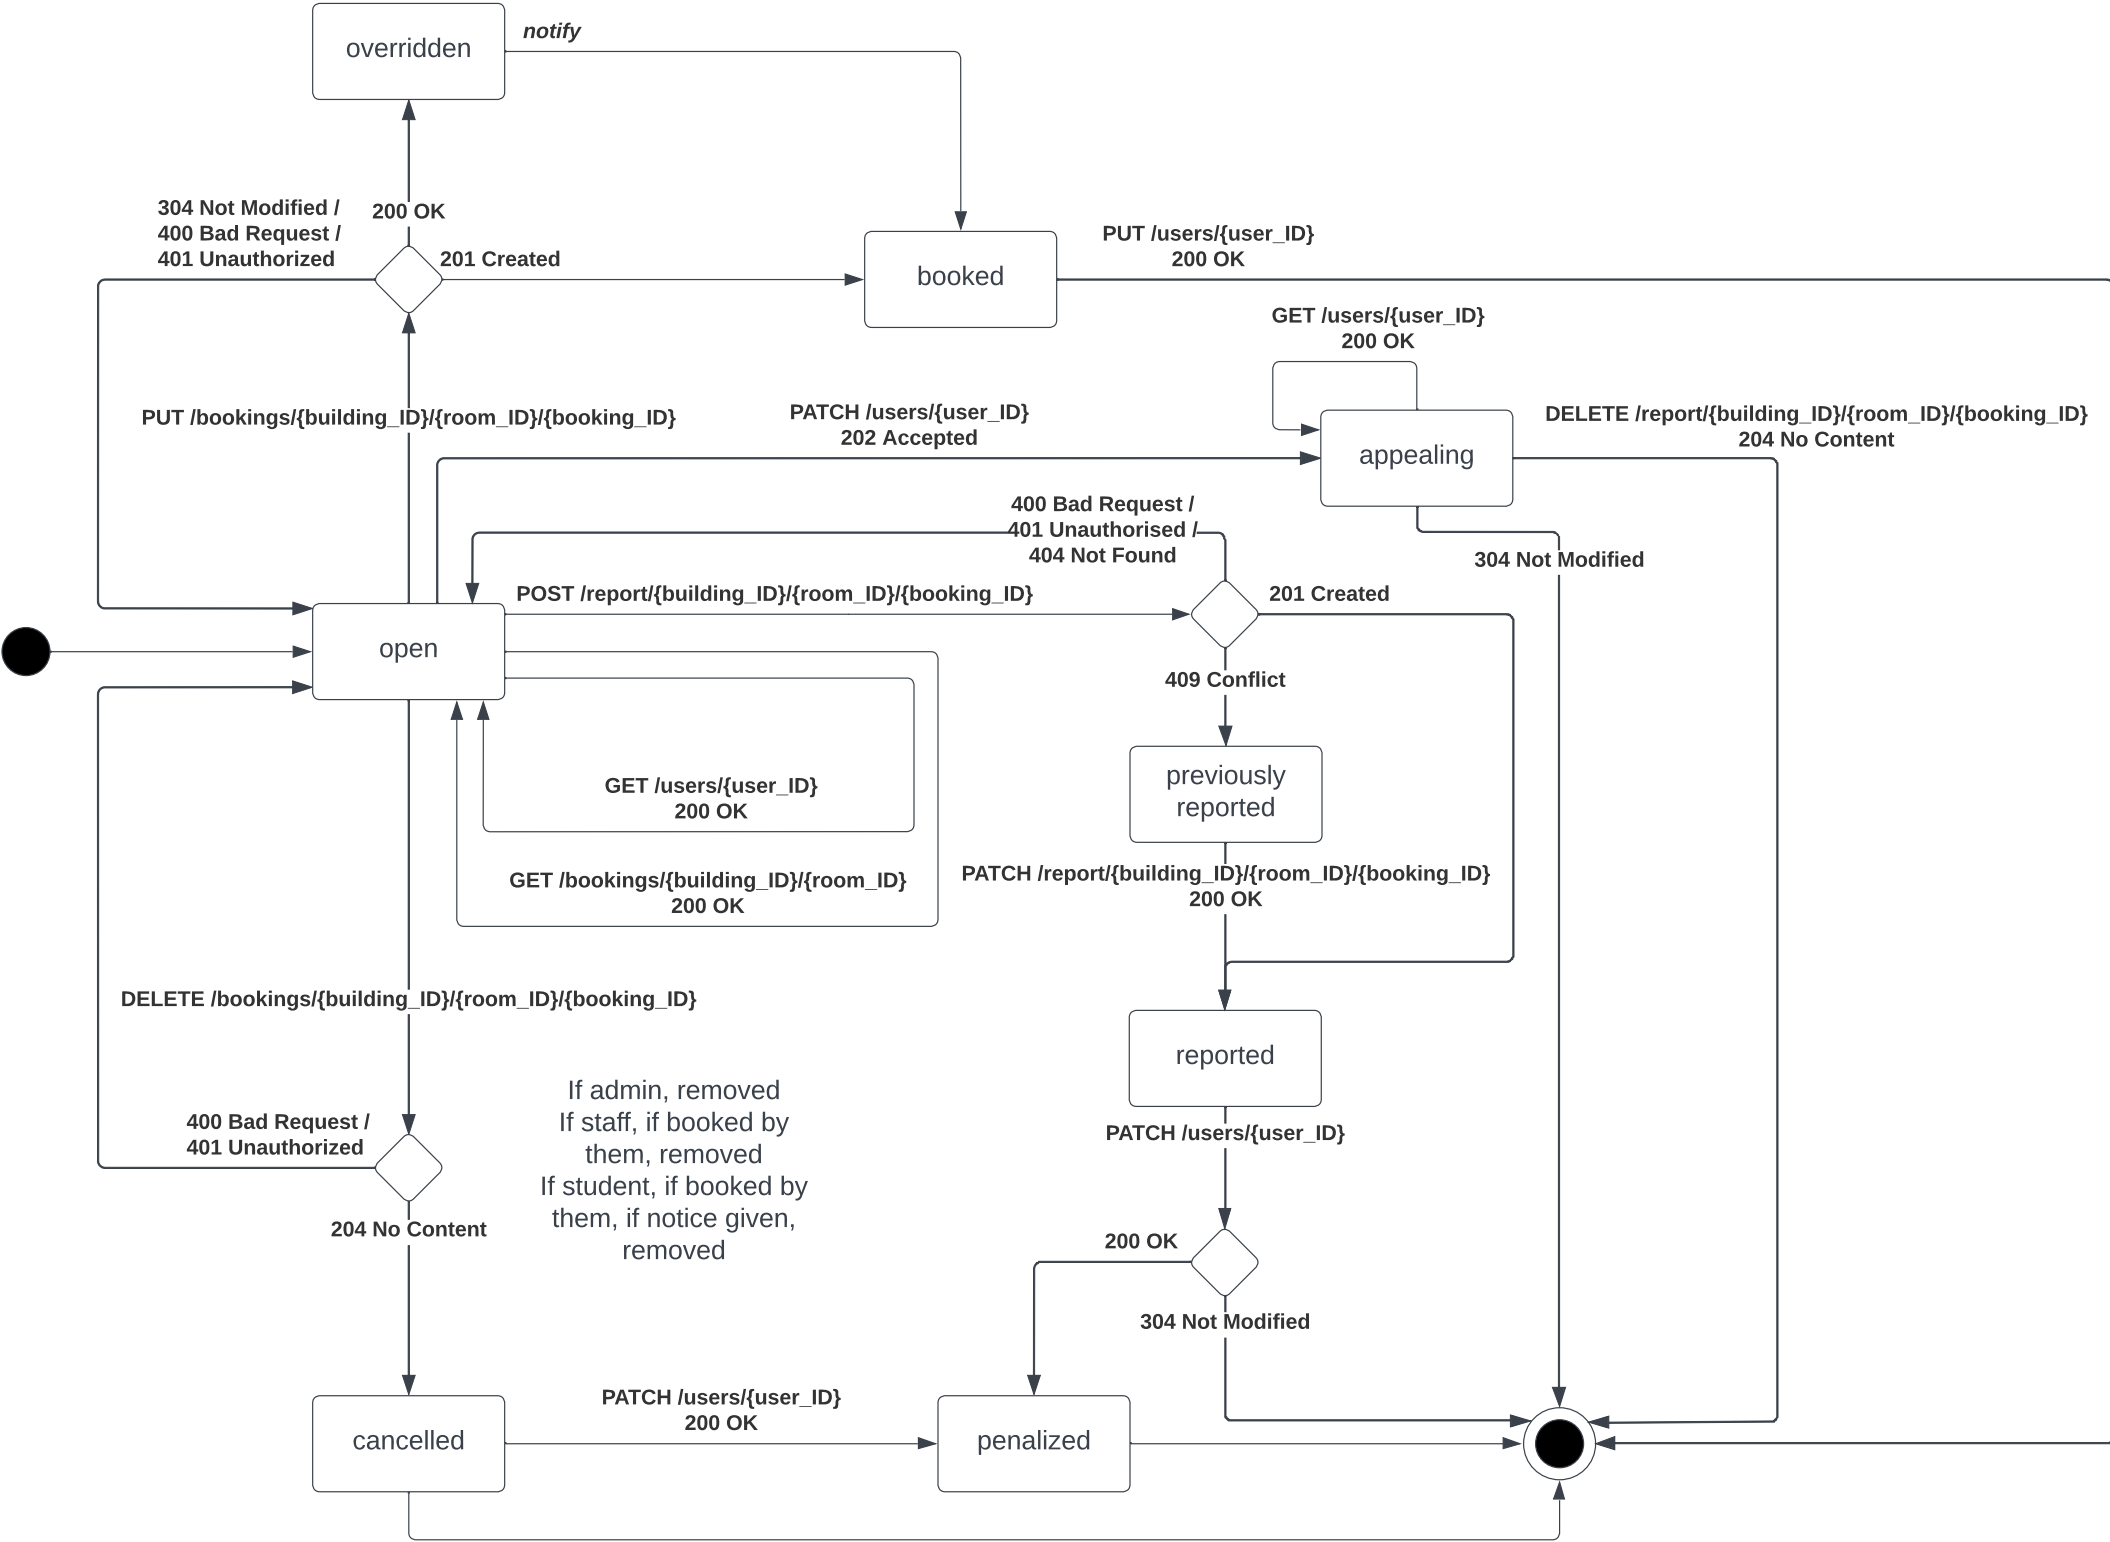 overridden
notify
304 Not Modified /
400 Bad Request /
401 Unauthorized
200 OK
201 Created
booked
PUT /users/{user_ID}
200 OK
GET /users/{user_ID}
200 OK
PUT /bookings/{building_ID}/{room_ID}/{booking_ID}
PATCH /users/{user_ID}
202 Accepted
appealing
DELETE /report/{building_ID}/{room_ID}/{booking_ID}
204 No Content
400 Bad Request /
401 Unauthorised /
404 Not Found
304 Not Modified
POST /report/{building_ID}/{room_ID}/{booking_ID}
201 Created
open
409 Conflict
previously
reported
GET /users/{user_ID}
200 OK
GET /bookings/{building_ID}/{room_ID}
200 OK
PATCH /report/{building_ID}/{room_ID}/{booking_ID}
200 OK
DELETE /bookings/{building_ID}/{room_ID}/{booking_ID}
reported
If admin, removed
If staff, if booked by
them, removed
If student, if booked by
them, if notice given,
removed
400 Bad Request /
401 Unauthorized
PATCH /users/{user_ID}
204 No Content
200 OK
304 Not Modified
cancelled
PATCH /users/{user_ID}
200 OK
penalized